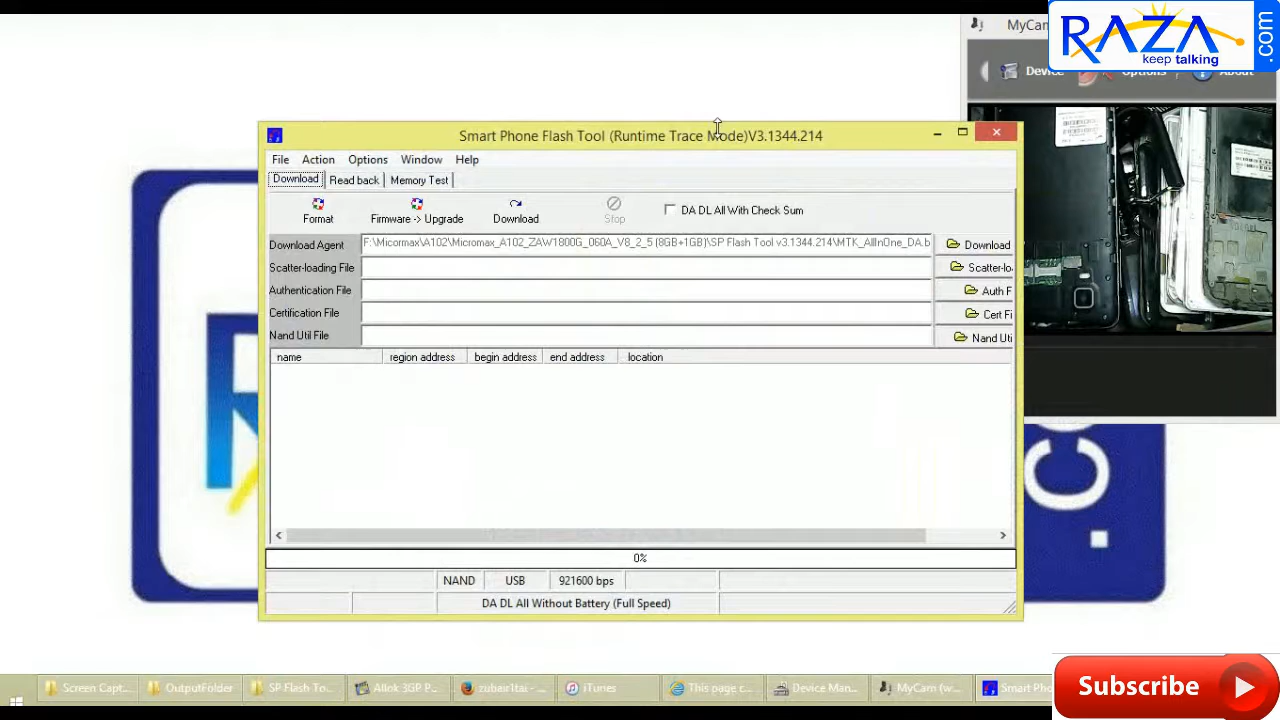 MyCam
RAZA
keep talking
.com
Device
Options
About
Smart Phone Flash Tool (Runtime Trace Mode)V3.1344.214
File Action Options Window Help
Download Read back Memory Test
Format Firmware -> Upgrade Download Stop DA DL All With Check Sum
Download Agent F:\Micormax\A102\Micromax_A102_ZAW1800G_060A_V8_2_5 (8GB+1GB)\SP Flash Tool v3.1344.214\MTK_AllInOne_DA.b Download
Scatter-loading File Scatter-loa
Authentication File Auth F
Certification File Cert Fi
Nand Util File Nand Uti
name region address begin address end address location
0%
NAND USB 921600 bps
DA DL All Without Battery (Full Speed)
Screen Capt... OutputFolder SP Flash To... Allok 3GP P... zubair1tai - ... iTunes This page c... Device Man... MyCam (w... Smart Pho
Subscribe